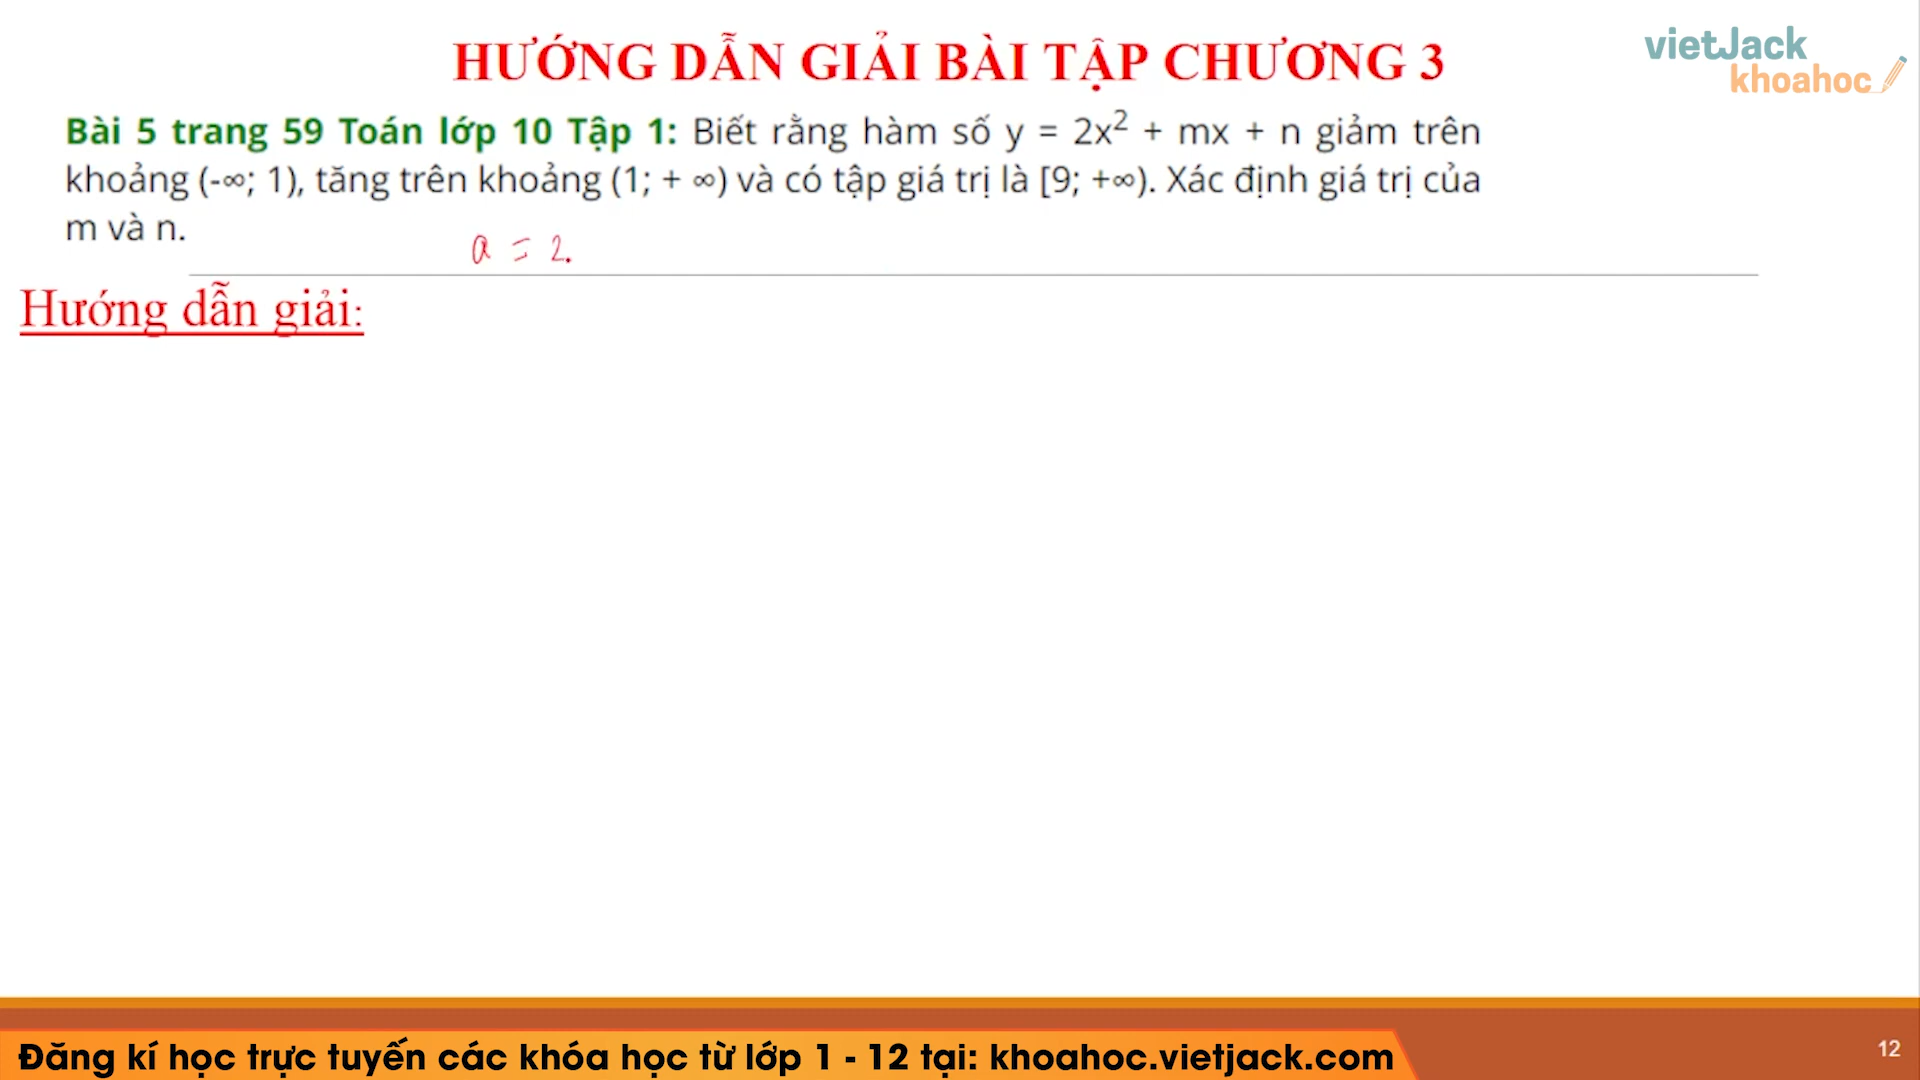 HƯỚNG DẪN GIẢI BÀI TẬP CHƯƠNG 3
vietJack
khoahoc
Bài 5 trang 59 Toán lớp 10 Tập 1: Biết rằng hàm số y = 2x² + mx + n giảm trên
khoảng (-∞; 1), tăng trên khoảng (1; + ∞) và có tập giá trị là [9; +∞). Xác định giá trị của
m và n.
a = 2.
Hướng dẫn giải:
Đăng kí học trực tuyến các khóa học từ lớp 1 - 12 tại: khoahoc.vietjack.com
12